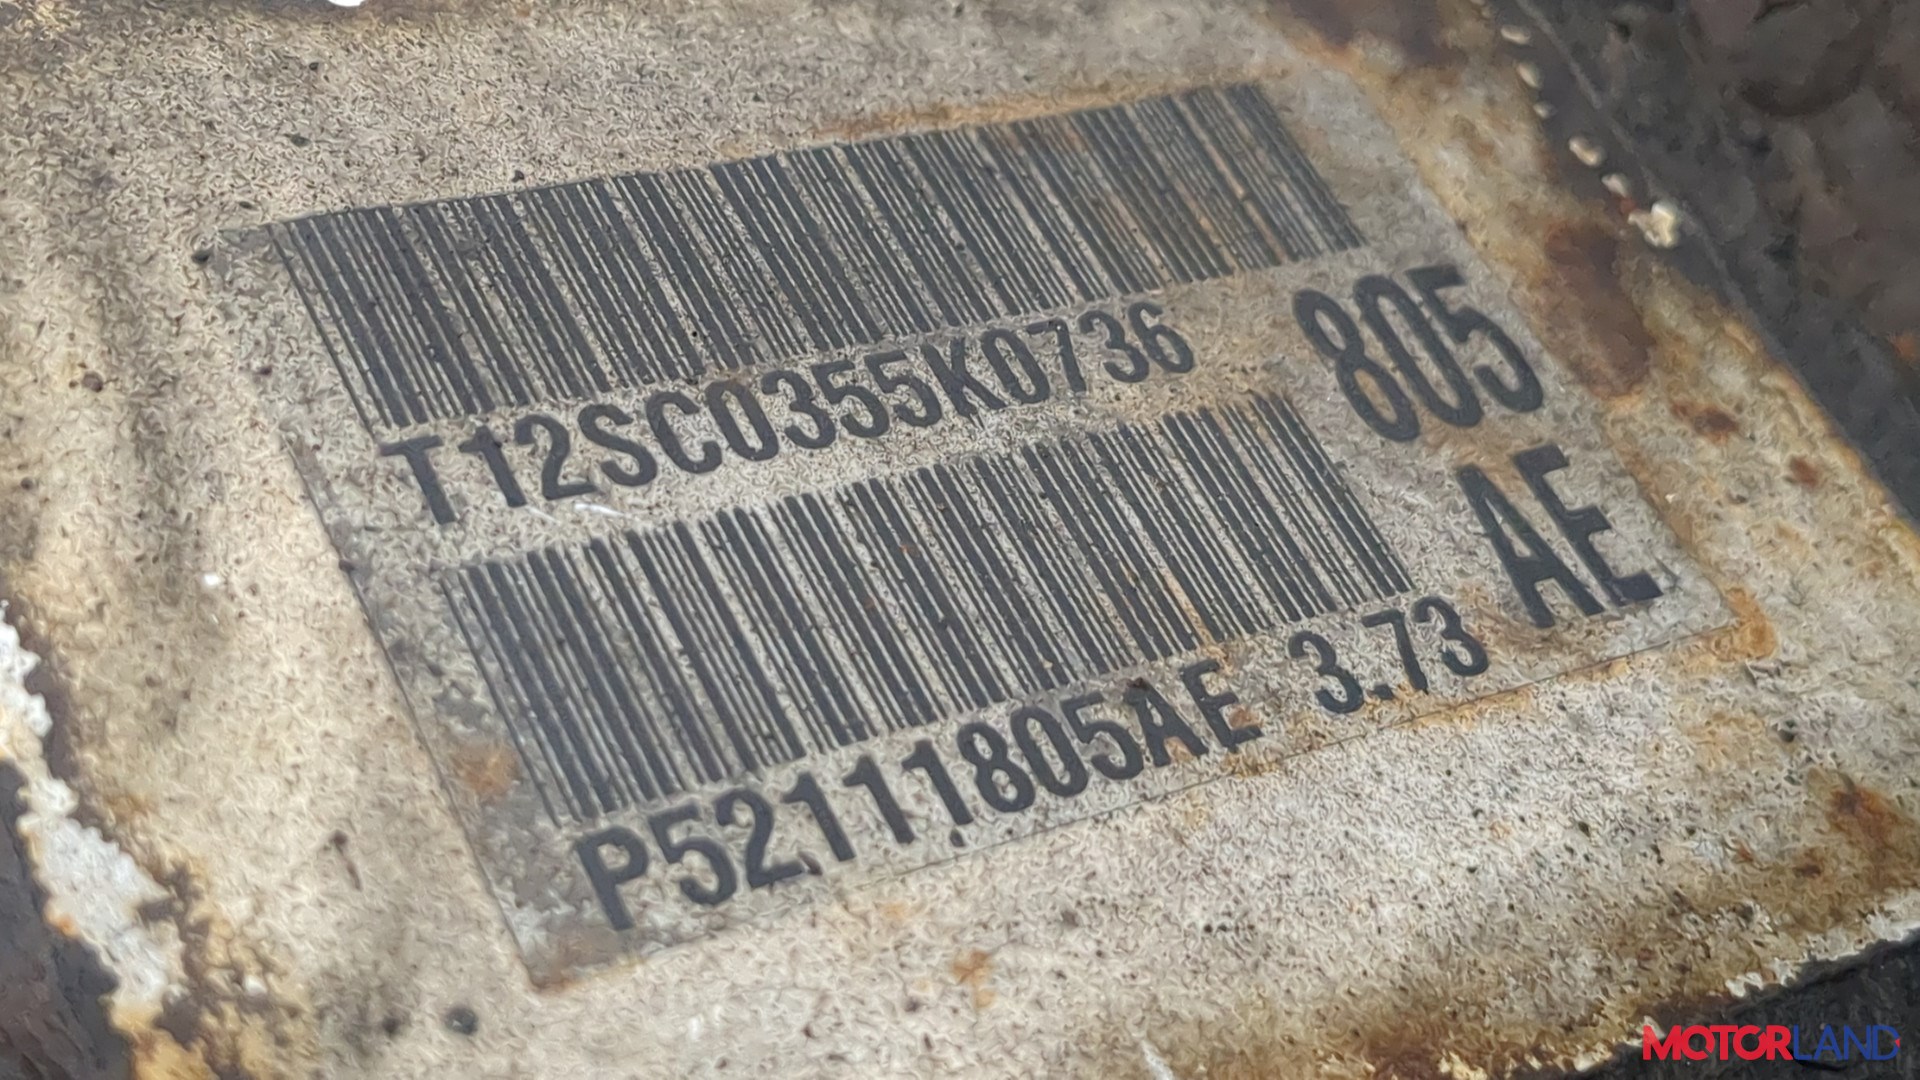 T12SC0355K0736
805
AE
P52111805AE 3.73
MOTORLAND